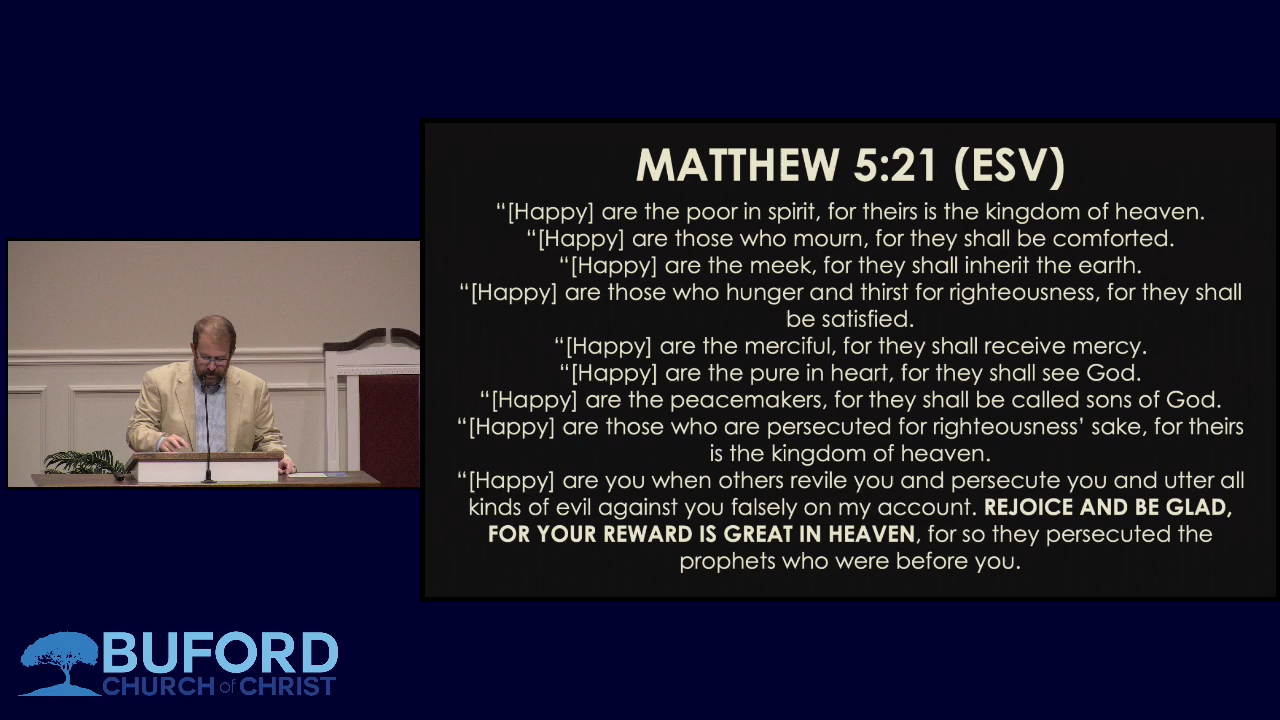 MATTHEW 5:21 (ESV)
“[Happy] are the poor in spirit, for theirs is the kingdom of heaven.
“[Happy] are those who mourn, for they shall be comforted.
“[Happy] are the meek, for they shall inherit the earth.
“[Happy] are those who hunger and thirst for righteousness, for they shall
be satisfied.
“[Happy] are the merciful, for they shall receive mercy.
“[Happy] are the pure in heart, for they shall see God.
“[Happy] are the peacemakers, for they shall be called sons of God.
“[Happy] are those who are persecuted for righteousness’ sake, for theirs
is the kingdom of heaven.
“[Happy] are you when others revile you and persecute you and utter all
kinds of evil against you falsely on my account. REJOICE AND BE GLAD,
FOR YOUR REWARD IS GREAT IN HEAVEN, for so they persecuted the
prophets who were before you.
BUFORD
CHURCH of CHRIST